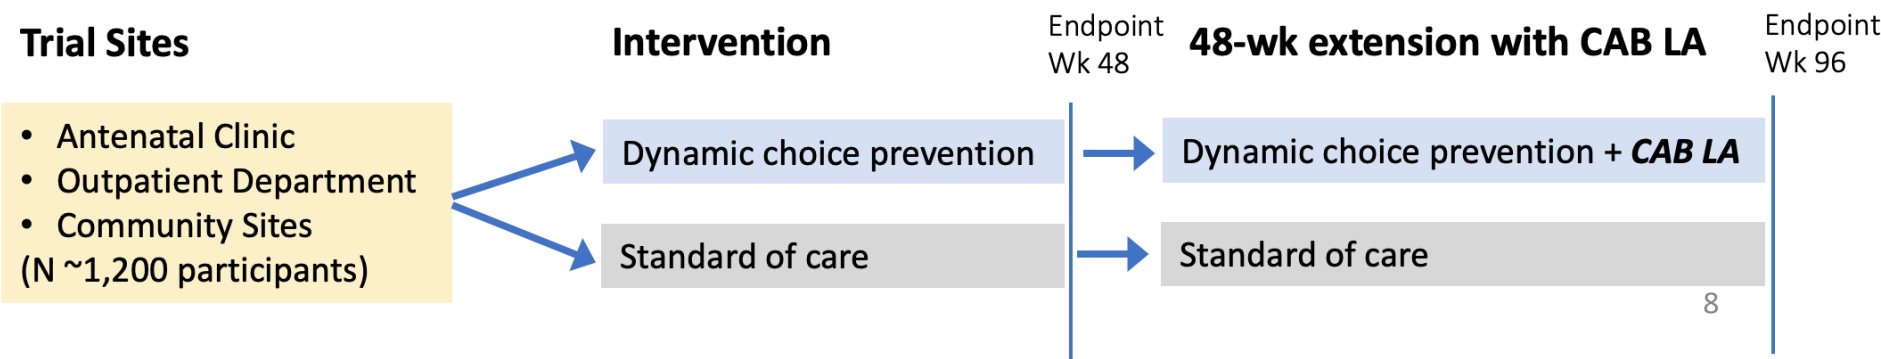 Trial Sites
Intervention
Endpoint
Wk 48
48-wk extension with CAB LA
Endpoint
Wk 96
• Antenatal Clinic
• Outpatient Department
• Community Sites
(N ~1,200 participants)
Dynamic choice prevention
Dynamic choice prevention + CAB LA
Standard of care
Standard of care
8